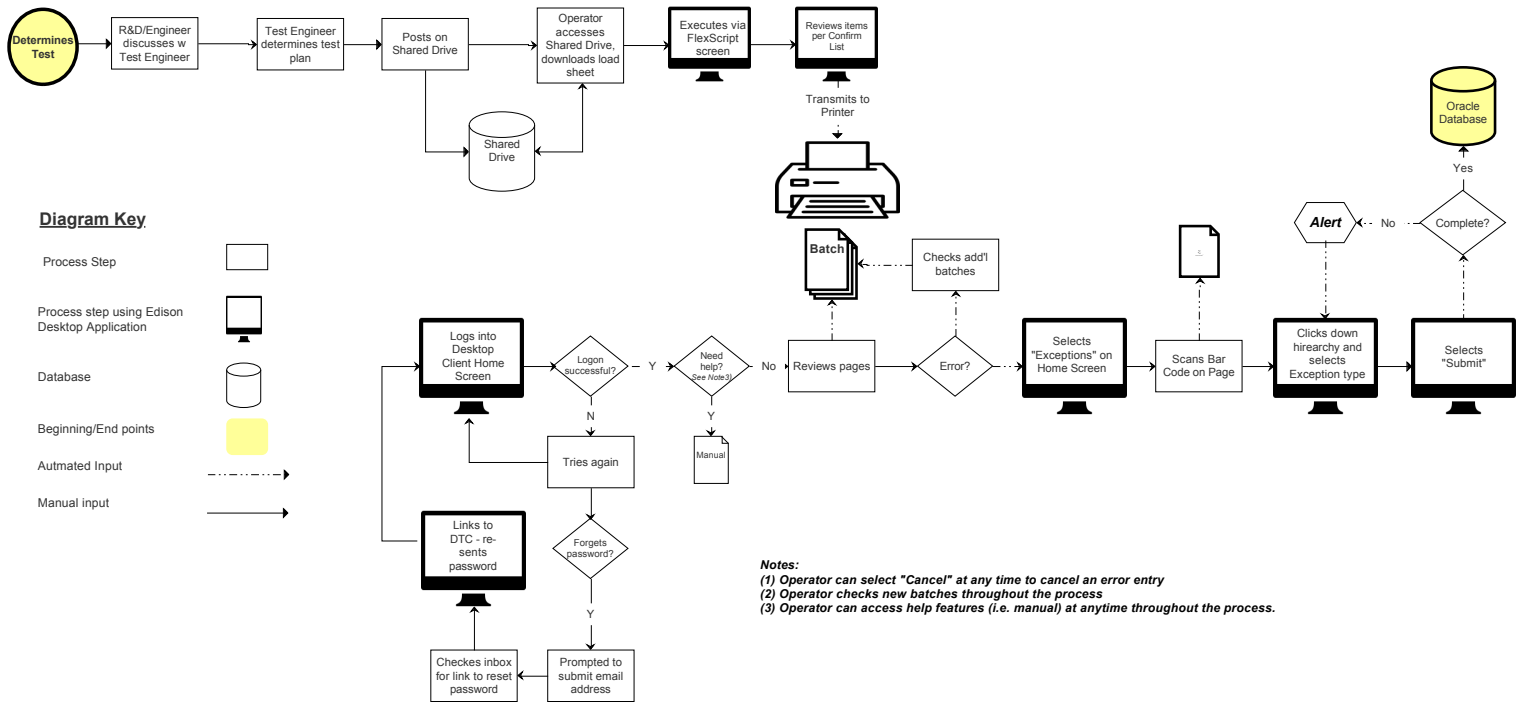 Determines
Test
R&D/Engineer
discusses w
Test Engineer
Test Engineer
determines test
plan
Posts on
Shared Drive
Operator
accesses
Shared Drive,
downloads load
sheet
Executes via
FlexScript
screen
Reviews items
per Confirm
List
Shared
Drive
Transmits to
Printer
Oracle
Database
Yes
Complete?
No
Alert
Diagram Key
Process Step
Process step using Edison
Desktop Application
Database
Beginning/End points
Autmated Input
Manual input
Batch
Checks add'l
batches
Logs into
Desktop
Client Home
Screen
Logon
successful?
Y
Need
help?
See Note3)
No
Reviews pages
Error?
Selects
"Exceptions" on
Home Screen
Scans Bar
Code on Page
Clicks down
hirearchy and
selects
Exception type
Selects
"Submit"
N
Y
Manual
Tries again
Links to
DTC - re-
sents
password
Forgets
password?
Y
Checkes inbox
for link to reset
password
Prompted to
submit email
address
Notes:
(1) Operator can select "Cancel" at any time to cancel an error entry
(2) Operator checks new batches throughout the process
(3) Operator can access help features (i.e. manual) at anytime throughout the process.